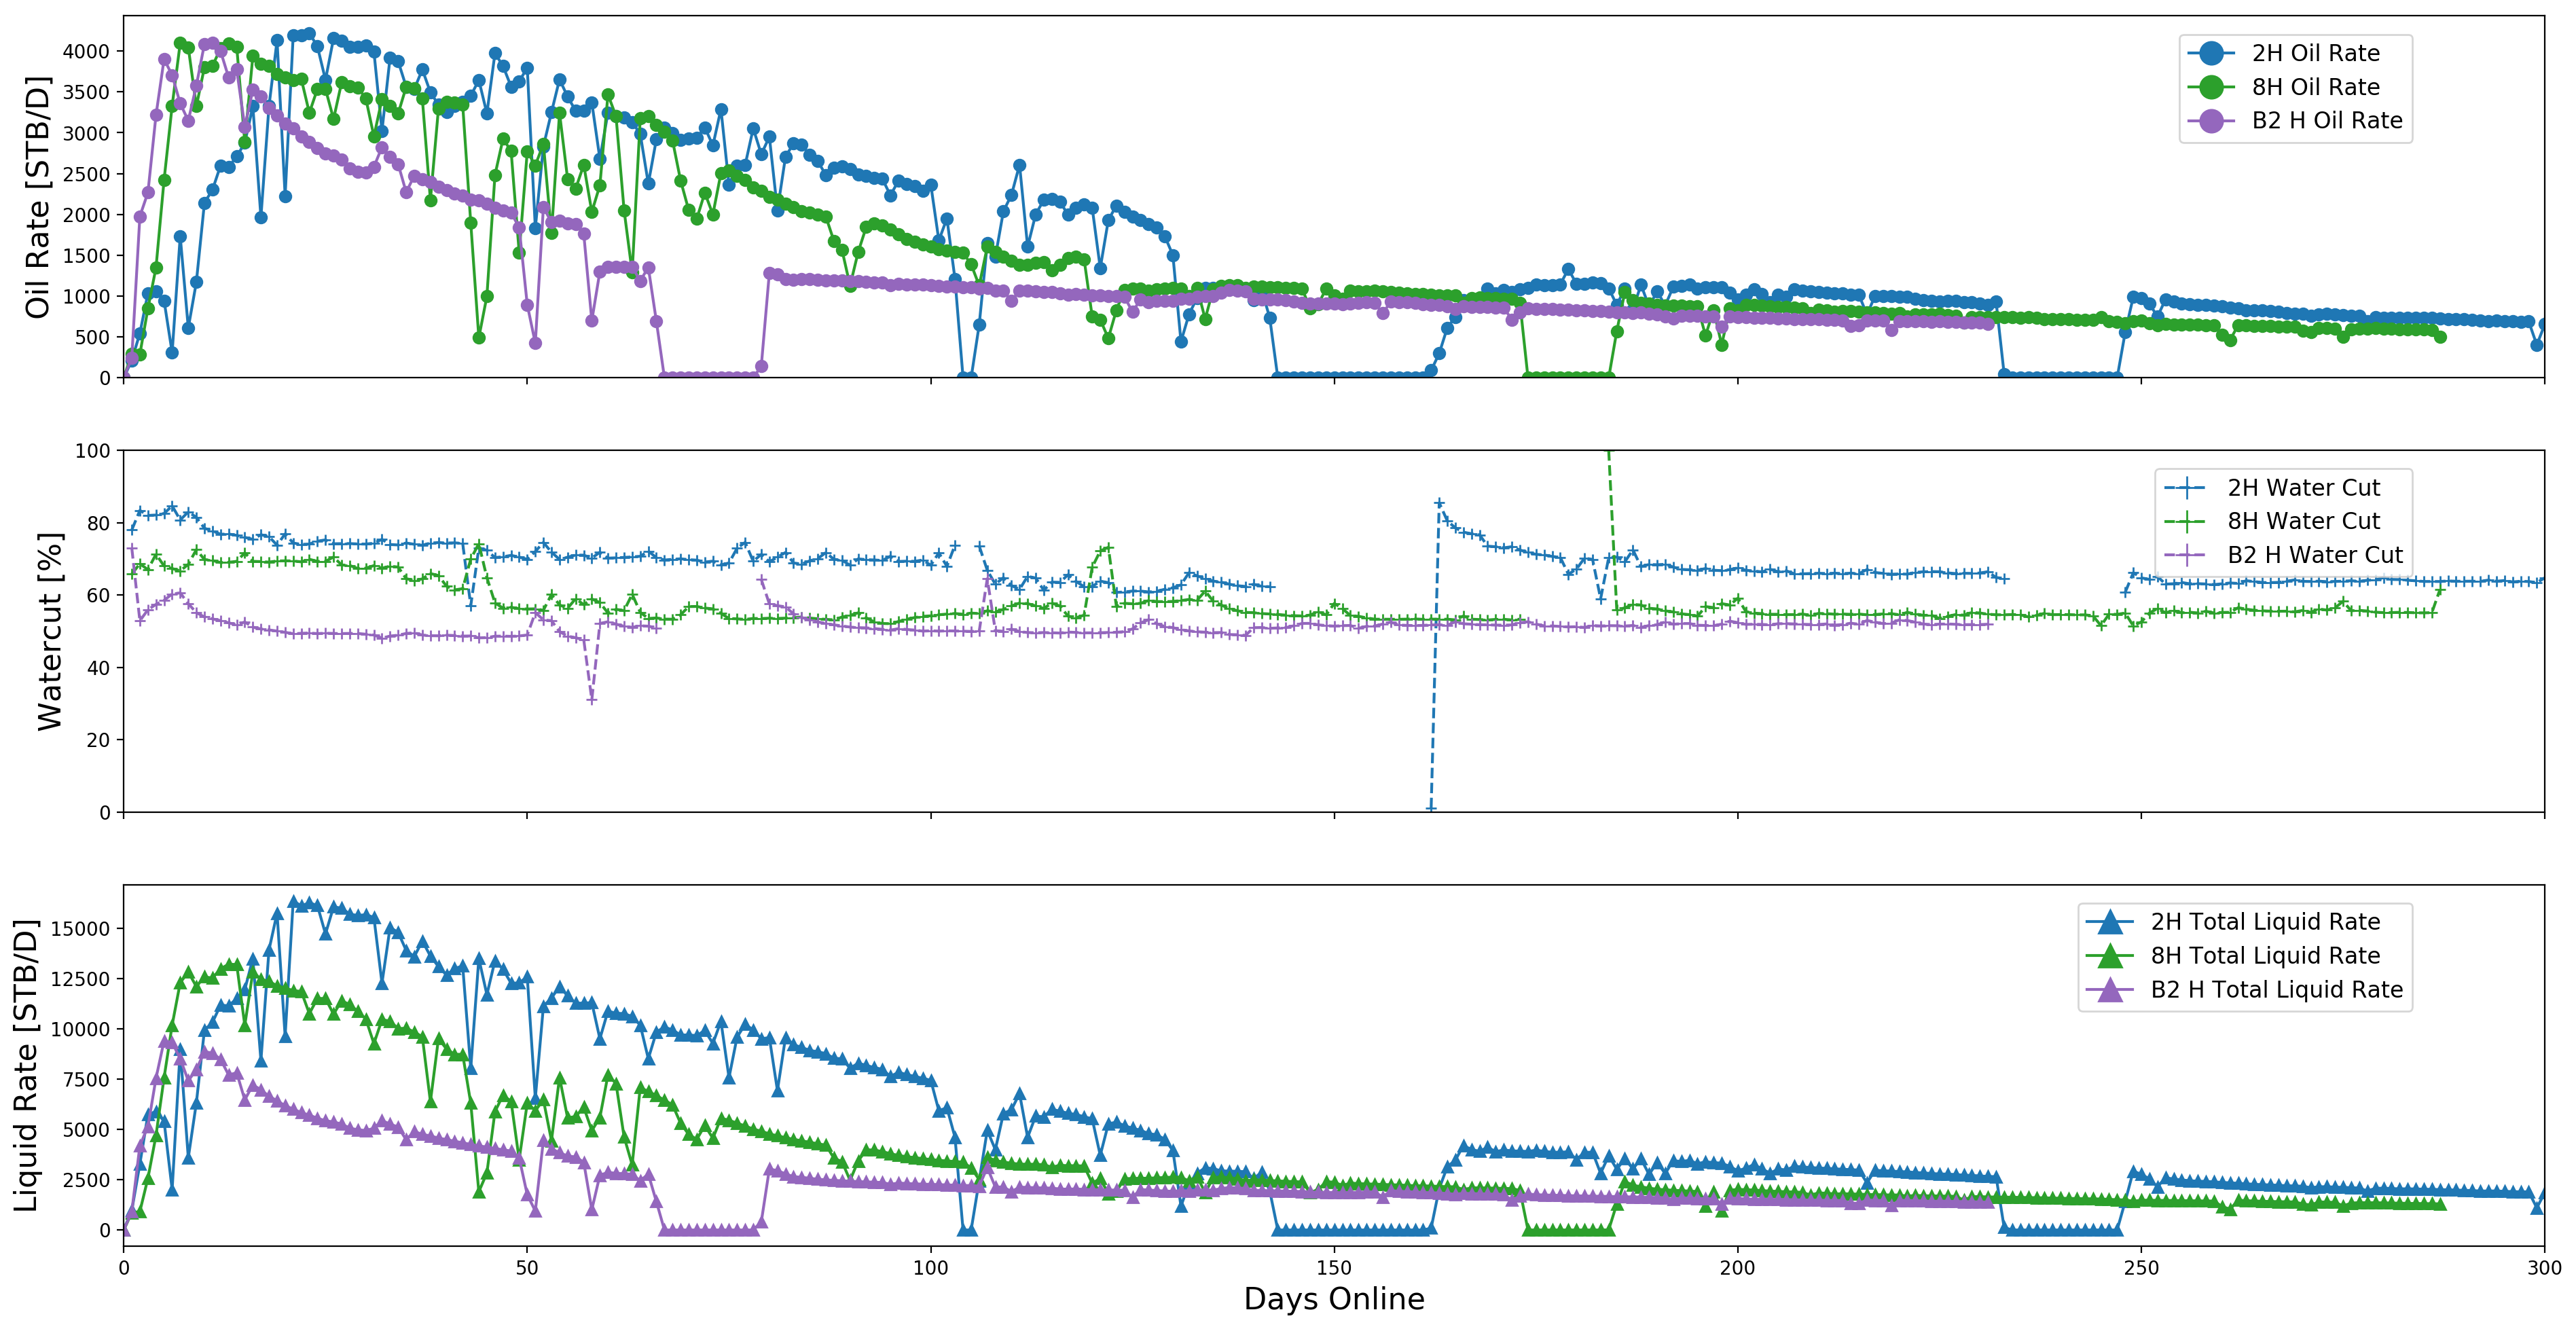 Oil Rate [STB/D]
4000
3500
3000
2500
2000
1500
1000
500
0
2H Oil Rate
8H Oil Rate
B2 H Oil Rate
Watercut [%]
100
80
60
40
20
0
2H Water Cut
8H Water Cut
B2 H Water Cut
Liquid Rate [STB/D]
15000
12500
10000
7500
5000
2500
0
2H Total Liquid Rate
8H Total Liquid Rate
B2 H Total Liquid Rate
0 50 100 150 200 250 300
Days Online